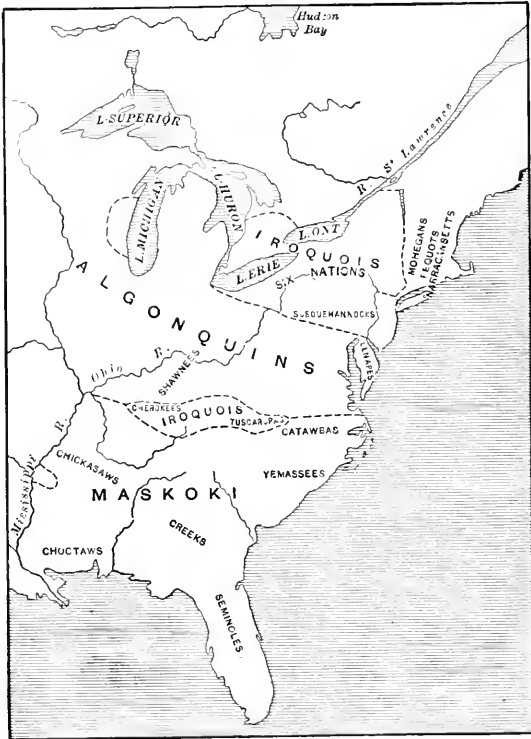 Hudson
Bay
L. SUPERIOR
L. MICHIGAN
L. HURON
R. St Lawrence
L. ONT
L. ERIE
IROQUOIS
SIX
NATIONS
MOHEGANS
PEQUOTS
NARRAGINSETTS
SUSQUEHANNOCKS
LENAPES
ALGONQUINS
Ohio R.
SHAWNEES
CHEROKEES
IROQUOIS
TUSCARORAS
CATAWBAS
Mississippi R.
CHICKASAWS
YEMASSEES
MASKOKI
CREEKS
CHOCTAWS
SEMINOLES